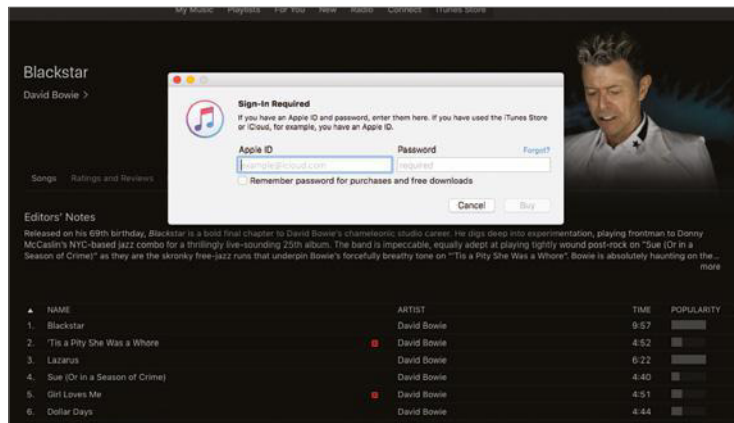 My Music Playlists For You New Radio Connect iTunes Store
Blackstar
David Bowie >
Sign-In Required
If you have an Apple ID and password, enter them here. If you have used the iTunes Store
or iCloud, for example, you have an Apple ID.
Apple ID Password Forgot?
example@icloud.com required
Remember password for purchases and free downloads
Cancel Buy
Songs Ratings and Reviews
Editors' Notes
Released on his 69th birthday, Blackstar is a bold final chapter to David Bowie's chameleonic studio career. He digs deep into experimentation, playing frontman to Donny
McCaslin's NYC-based jazz combo for a thrillingly live-sounding 25th album. The band is impeccable, equally adept at playing tightly wound post-rock on "Sue (Or in a
Season of Crime)" as they are the skronky free-jazz runs that underpin Bowie's forcefully breathy tone on "'Tis a Pity She Was a Whore". Bowie is absolutely haunting on the...
more
NAME ARTIST TIME POPULARITY
1. Blackstar David Bowie 9:57
2. 'Tis a Pity She Was a Whore David Bowie 4:52
3. Lazarus David Bowie 6:22
4. Sue (Or in a Season of Crime) David Bowie 4:40
5. Girl Loves Me David Bowie 4:51
6. Dollar Days David Bowie 4:44